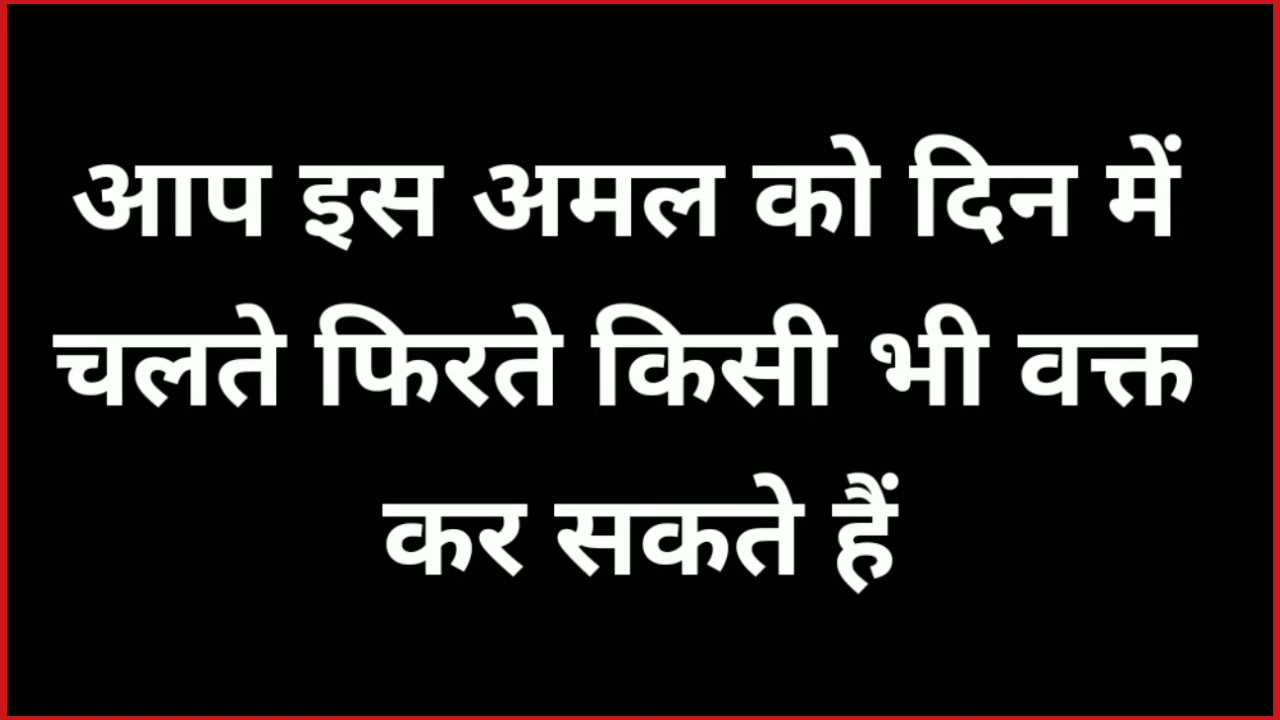 आप इस अमल को दिन में
चलते फिरते किसी भी वक्त
कर सकते हैं